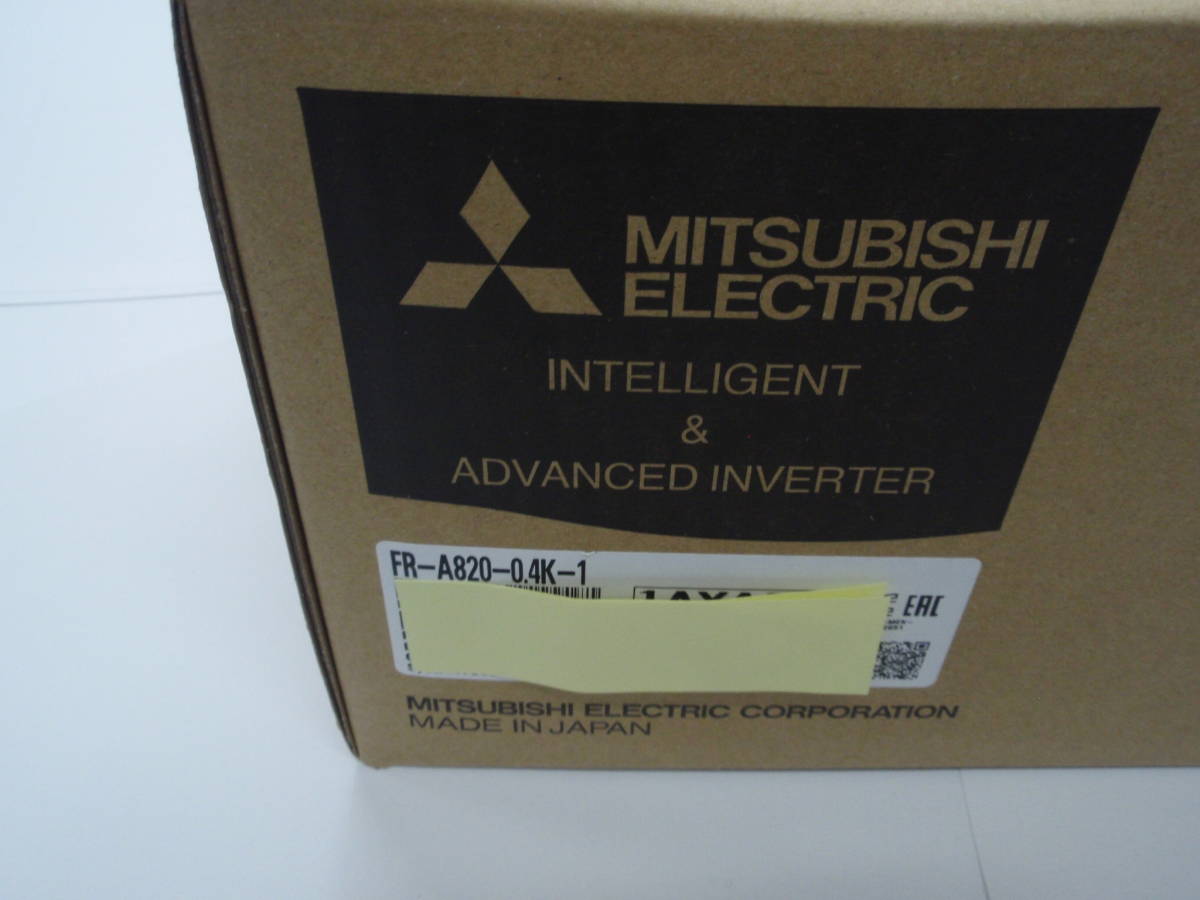 MITSUBISHI
ELECTRIC
INTELLIGENT
&
ADVANCED INVERTER
FR-A820-0.4K-1
EAC
MITSUBISHI ELECTRIC CORPORATION
MADE IN JAPAN